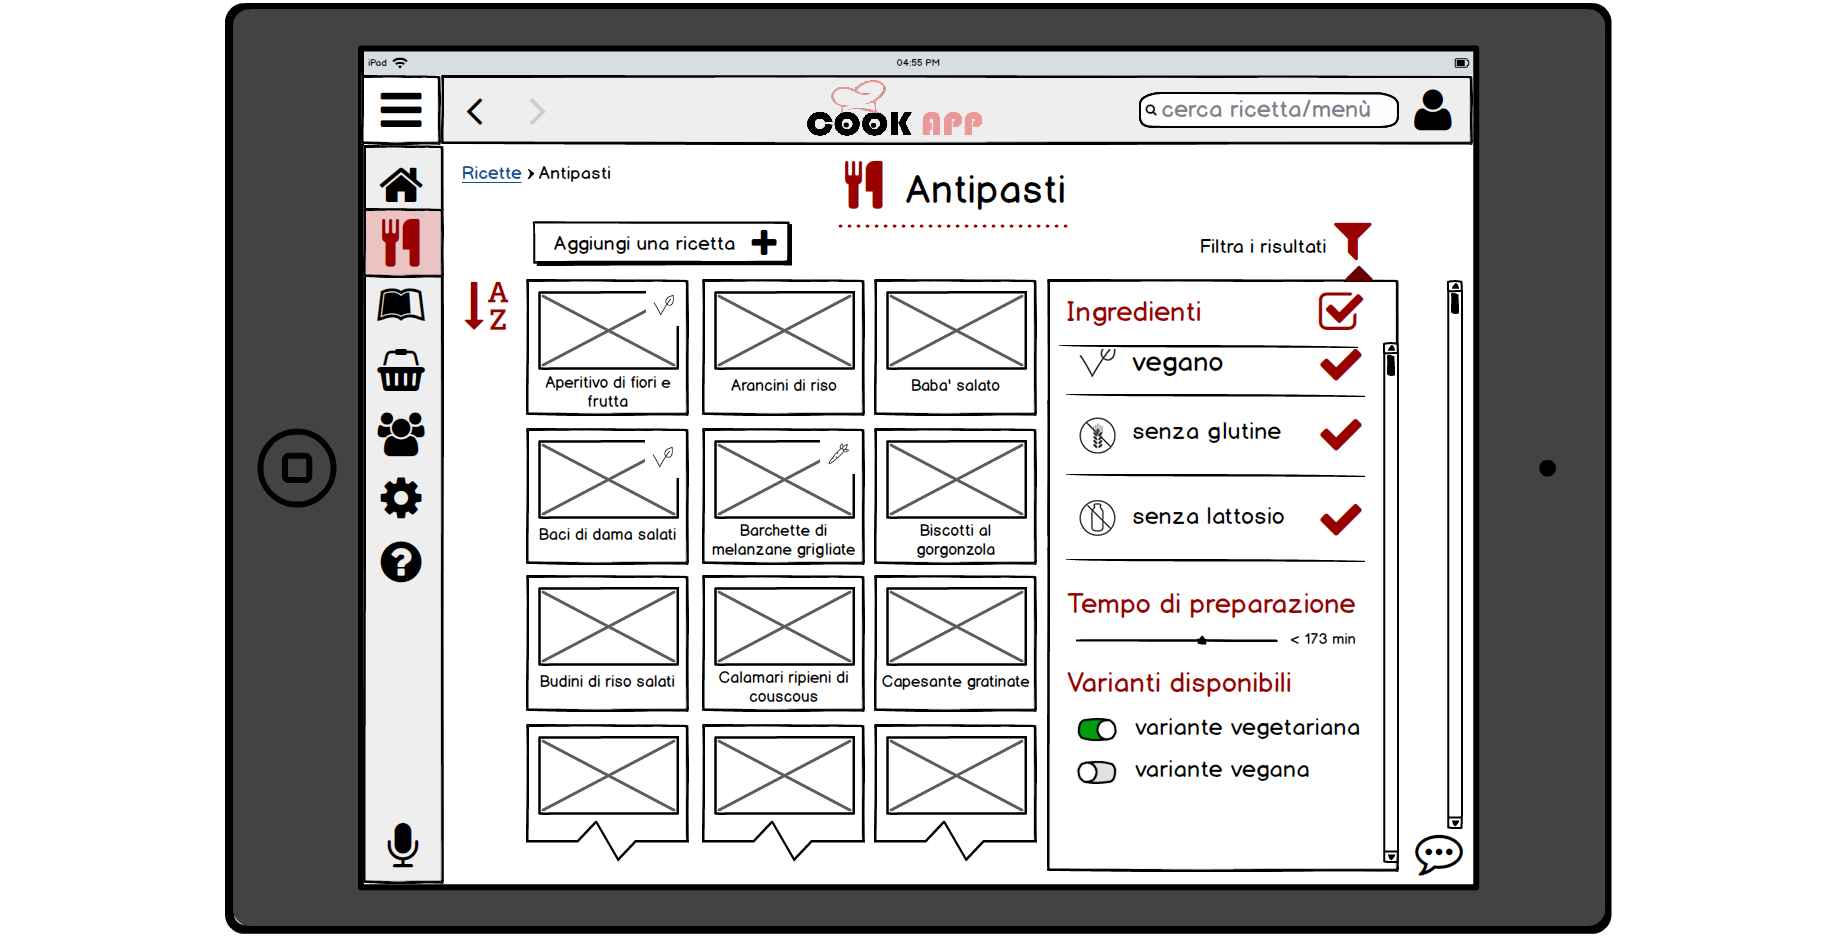 iPad
04:55 PM
COOK APP
cerca ricetta/menù
Ricette › Antipasti
Antipasti
Aggiungi una ricetta
Filtra i risultati
A
Z
Aperitivo di fiori e
frutta
Arancini di riso
Baba' salato
Baci di dama salati
Barchette di
melanzane grigliate
Biscotti al
gorgonzola
Budini di riso salati
Calamari ripieni di
couscous
Capesante gratinate
Ingredienti
vegano
senza glutine
senza lattosio
Tempo di preparazione
< 173 min
Varianti disponibili
variante vegetariana
variante vegana